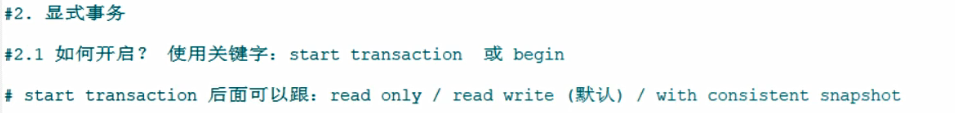 #2. 显式事务
#2.1 如何开启? 使用关键字：start transaction 或 begin
# start transaction 后面可以跟：read only / read write (默认) / with consistent snapshot